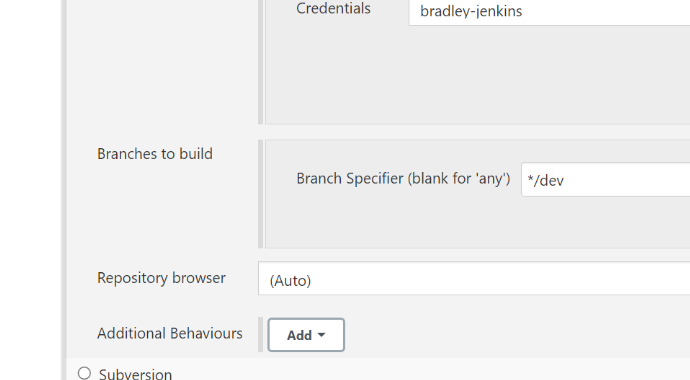 Credentials
bradley-jenkins
Branches to build
Branch Specifier (blank for 'any')
*/dev
Repository browser
(Auto)
Additional Behaviours
Add
Subversion